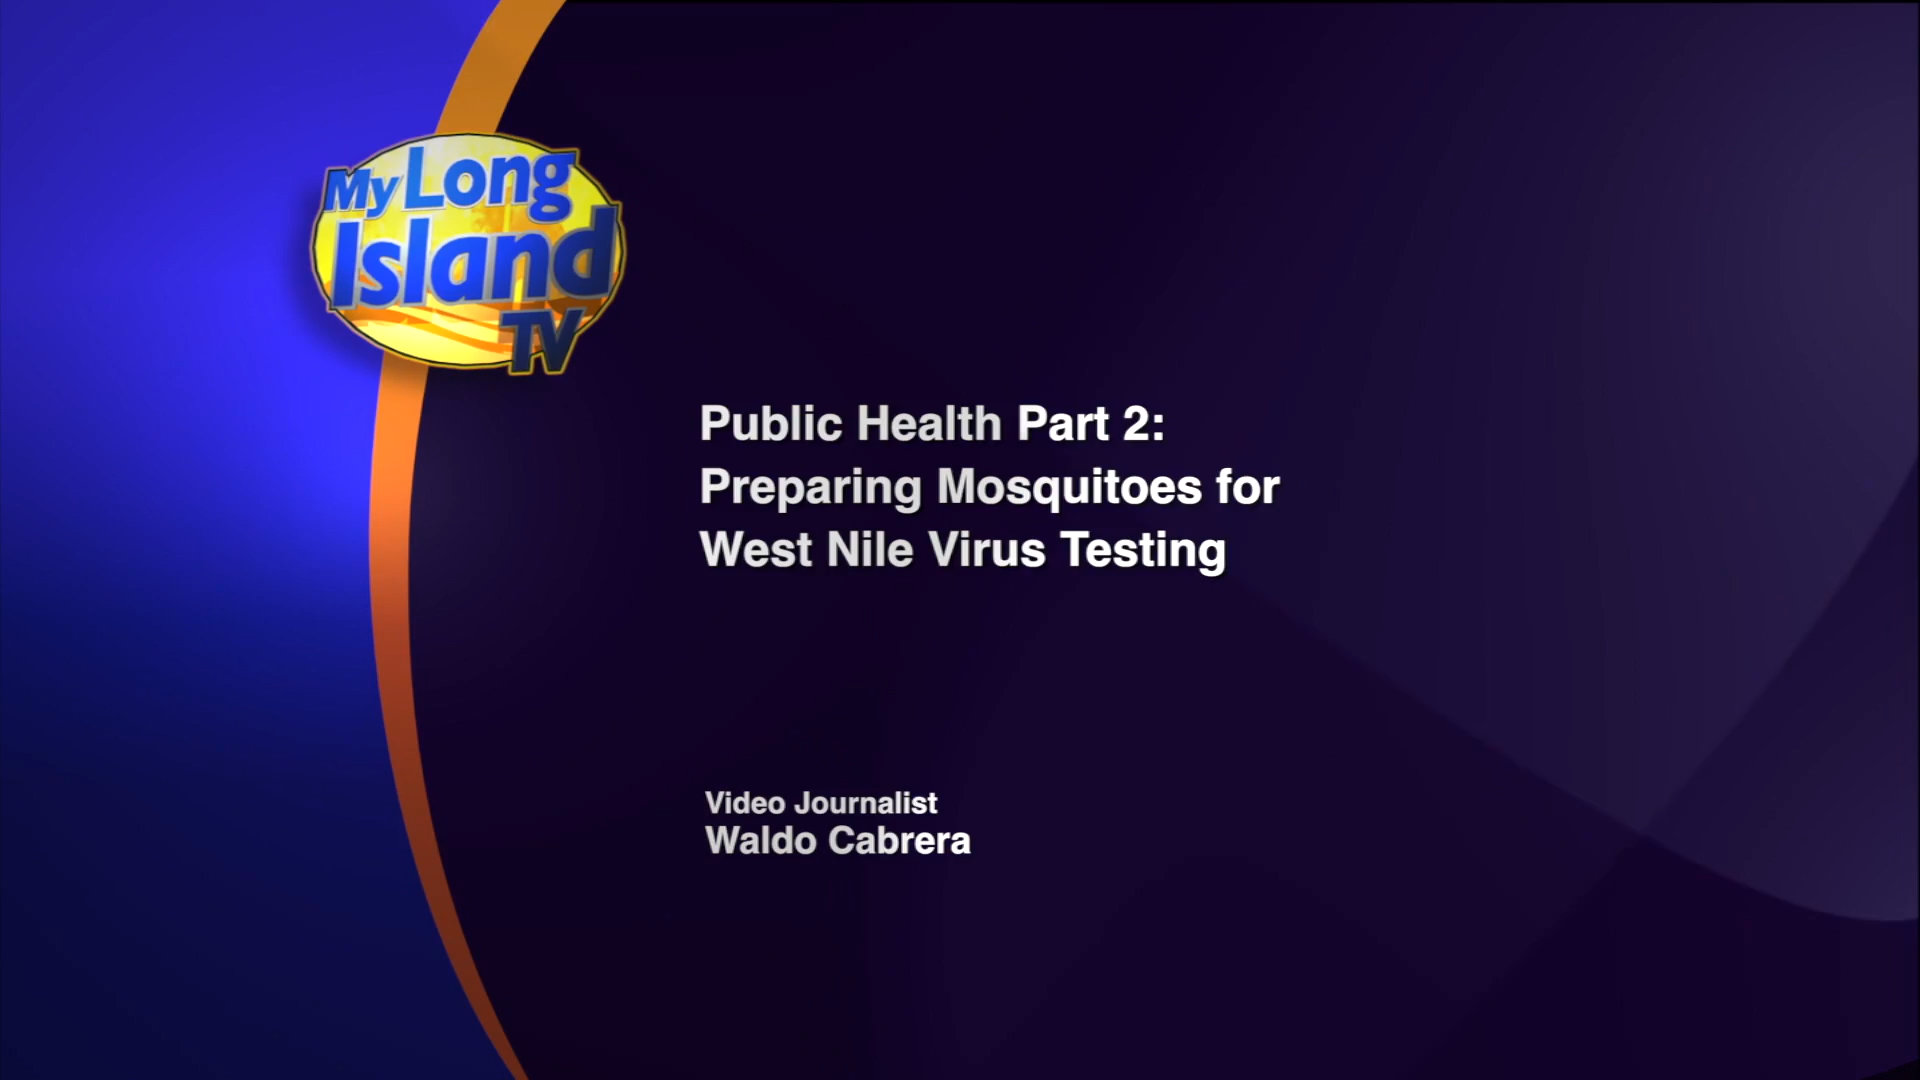 My Long
Island
TV
Public Health Part 2:
Preparing Mosquitoes for
West Nile Virus Testing
Video Journalist
Waldo Cabrera